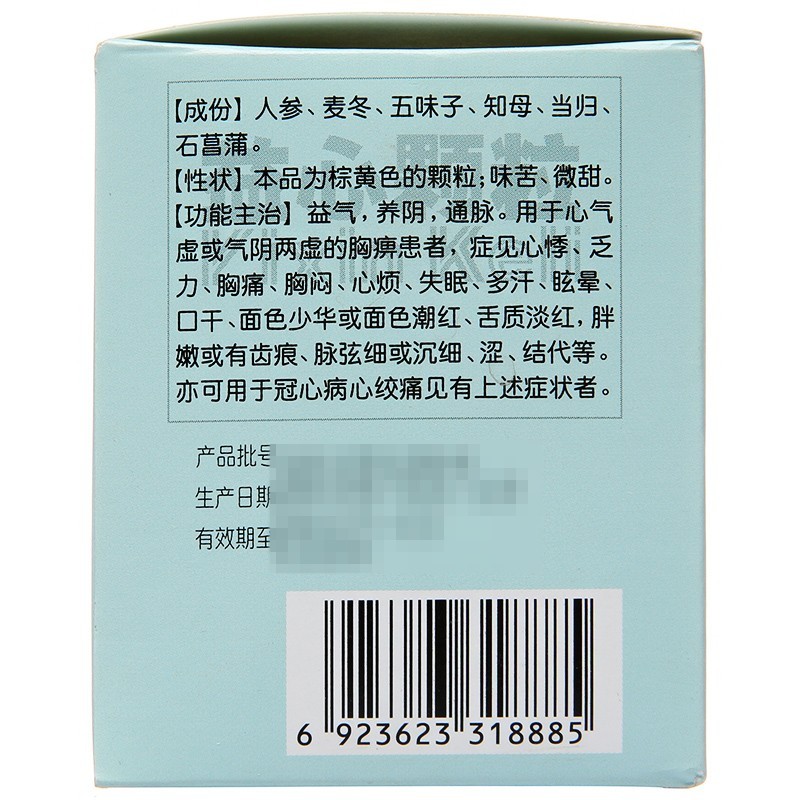 【成份】人参、麦冬、五味子、知母、当归、
石菖蒲。
【性状】本品为棕黄色的颗粒；味苦、微甜。
【功能主治】益气，养阴，通脉。用于心气
虚或气阴两虚的胸痹患者，症见心悸、乏
力、胸痛、胸闷、心烦、失眠、多汗、眩晕、
口干、面色少华或面色潮红、舌质淡红，胖
嫩或有齿痕、脉弦细或沉细、涩、结代等。
亦可用于冠心病心绞痛见有上述症状者。
产品批号
生产日期
有效期至
6 923623 318885